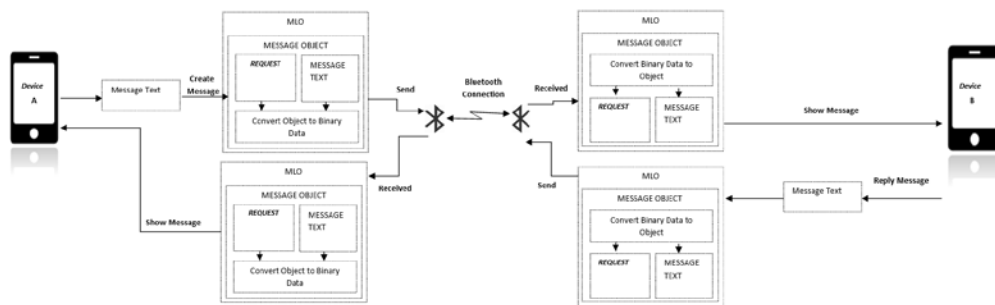 MLO
MESSAGE OBJECT
REQUEST
MESSAGE
TEXT
Convert Object to Binary
Data
Device
A
Message Text
Create
Message
Send
Bluetooth
Connection
Received
MLO
MESSAGE OBJECT
Convert Binary Data to
Object
REQUEST
MESSAGE
TEXT
Show Message
Device
B
Show Message
MLO
MESSAGE OBJECT
REQUEST
MESSAGE
TEXT
Convert Object to Binary
Data
Received
Send
MLO
MESSAGE OBJECT
Convert Binary Data to
Object
REQUEST
MESSAGE
TEXT
Message Text
Reply Message